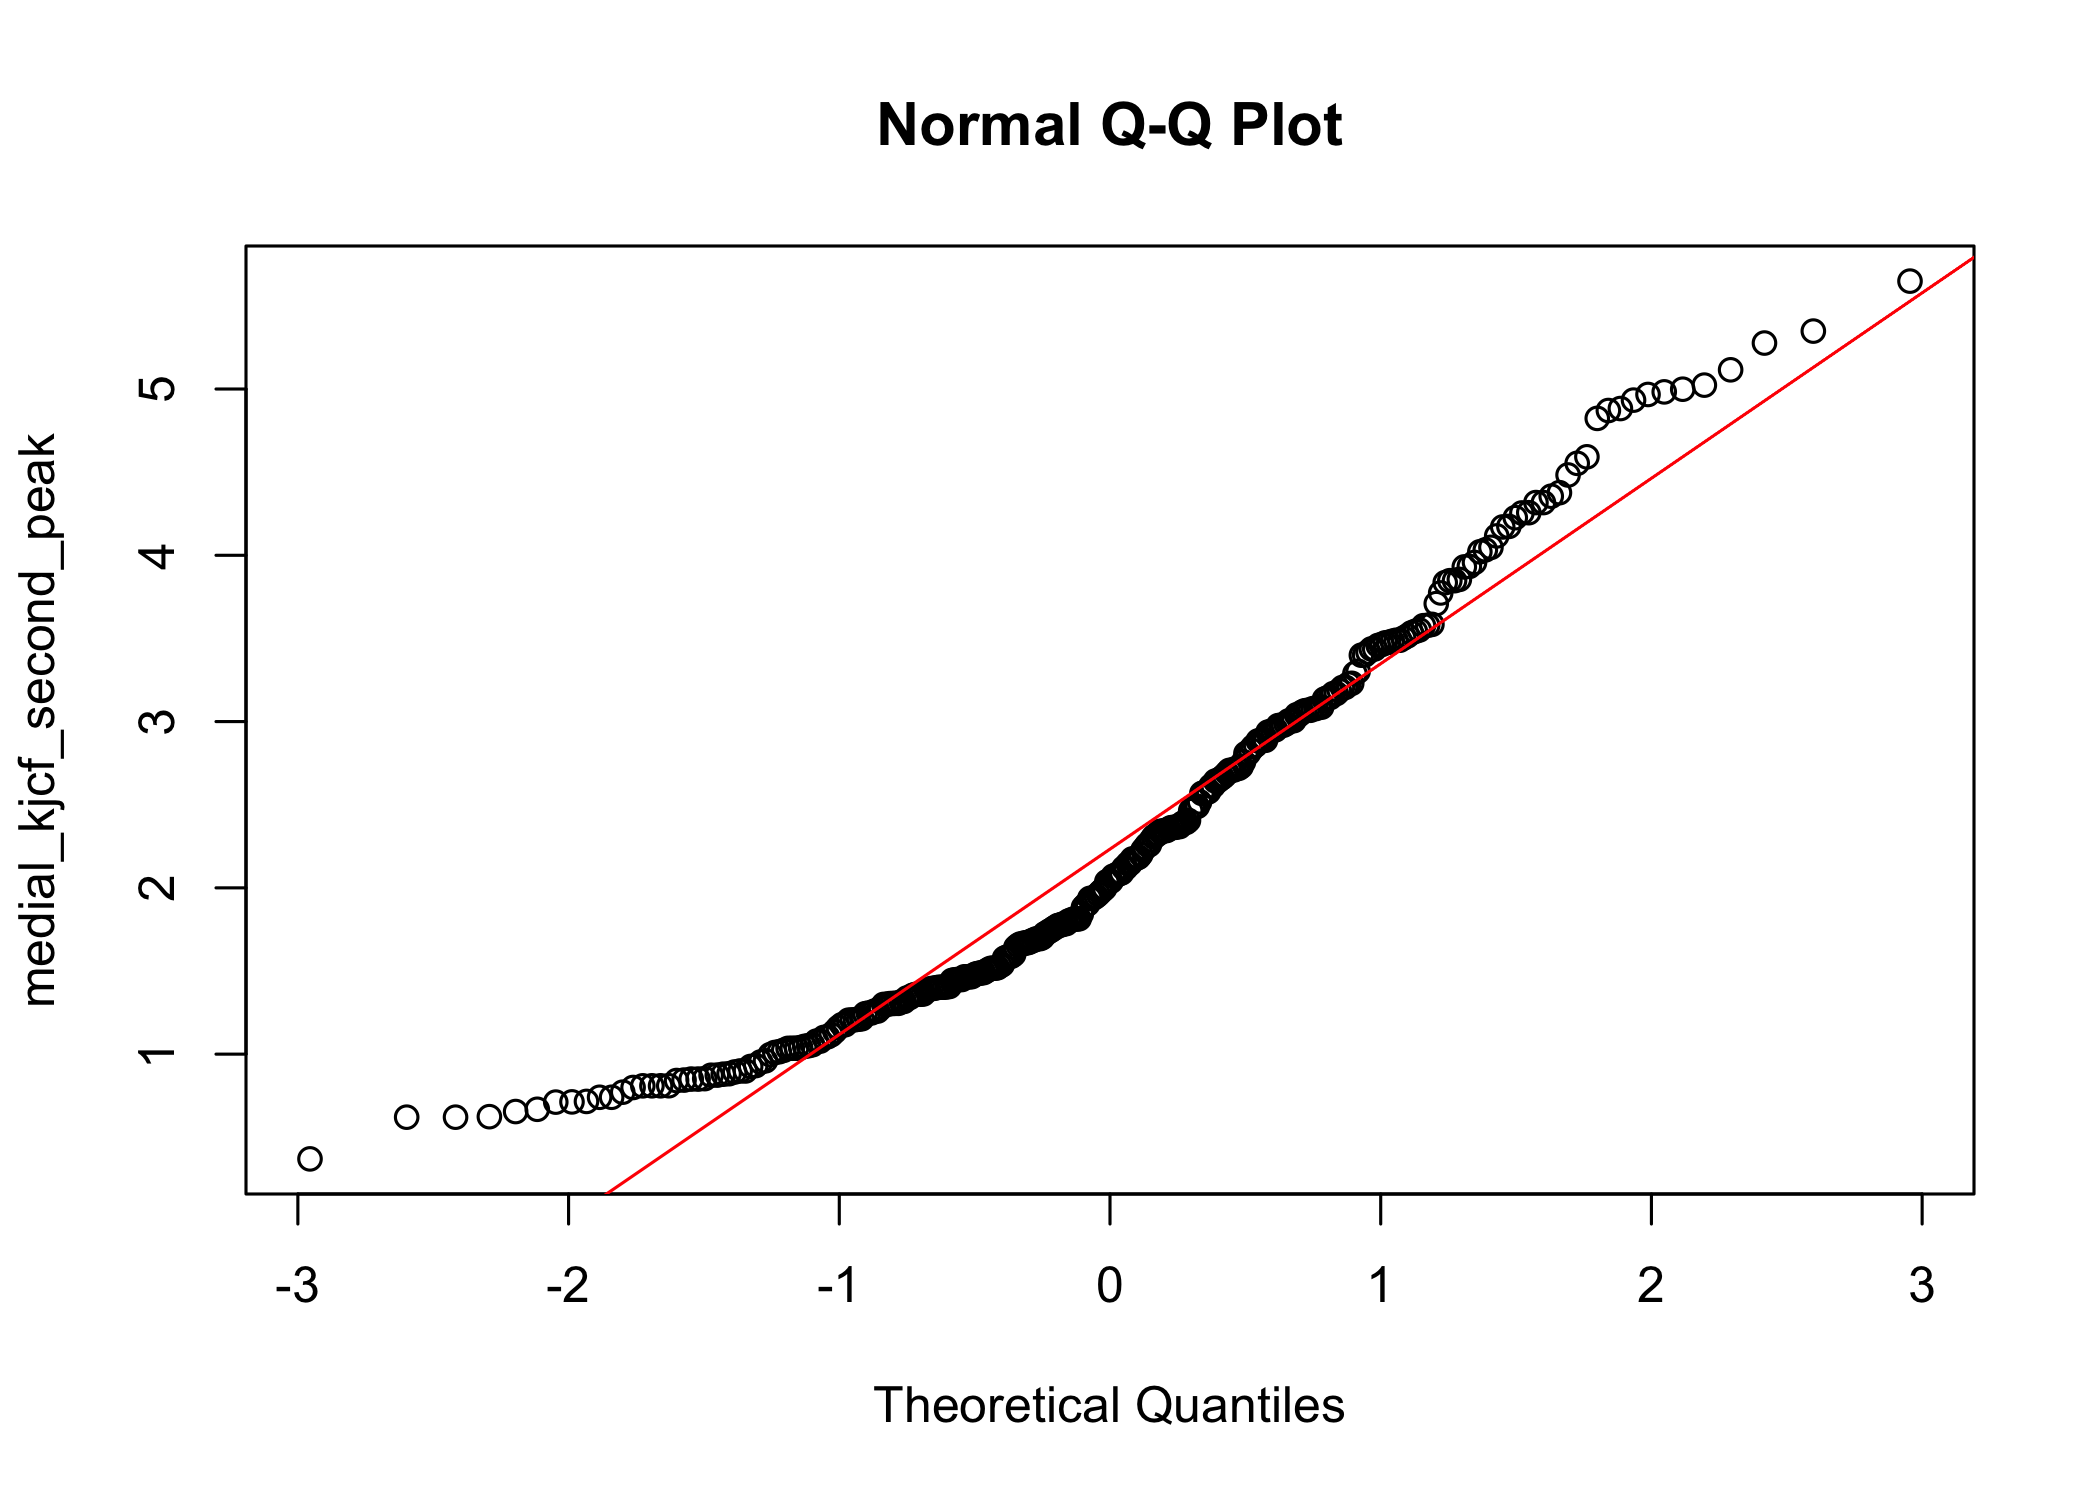 Normal Q-Q Plot
medial_kjcf_second_peak
5
4
3
2
1
-3 -2 -1 0 1 2 3
Theoretical Quantiles